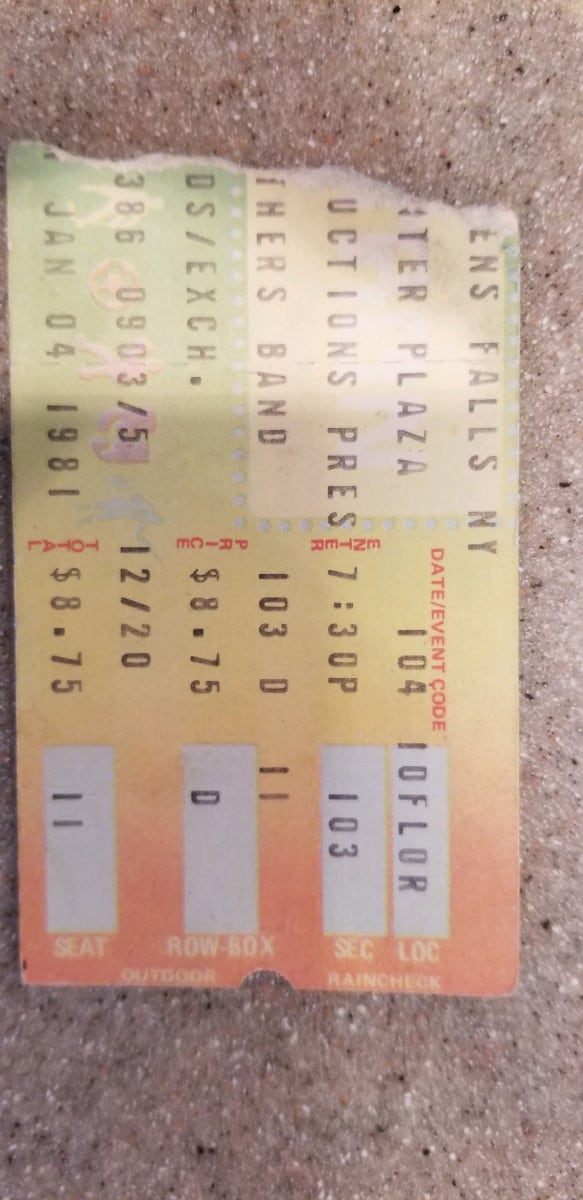 ENS FALLS NY
DATE/EVENT CODE
TER PLAZA 104 10FLOR LOC
UCTIONS PRES ENTER 7:30P 103 SEC
THERS BAND 103 D 11
DS/EXCH. PRICE $8.75 D ROW-BOX
386 0903/5 12/20
JAN 04 1981 TOTAL $8.75 11 SEAT
RAINCHECK
OUTDOOR